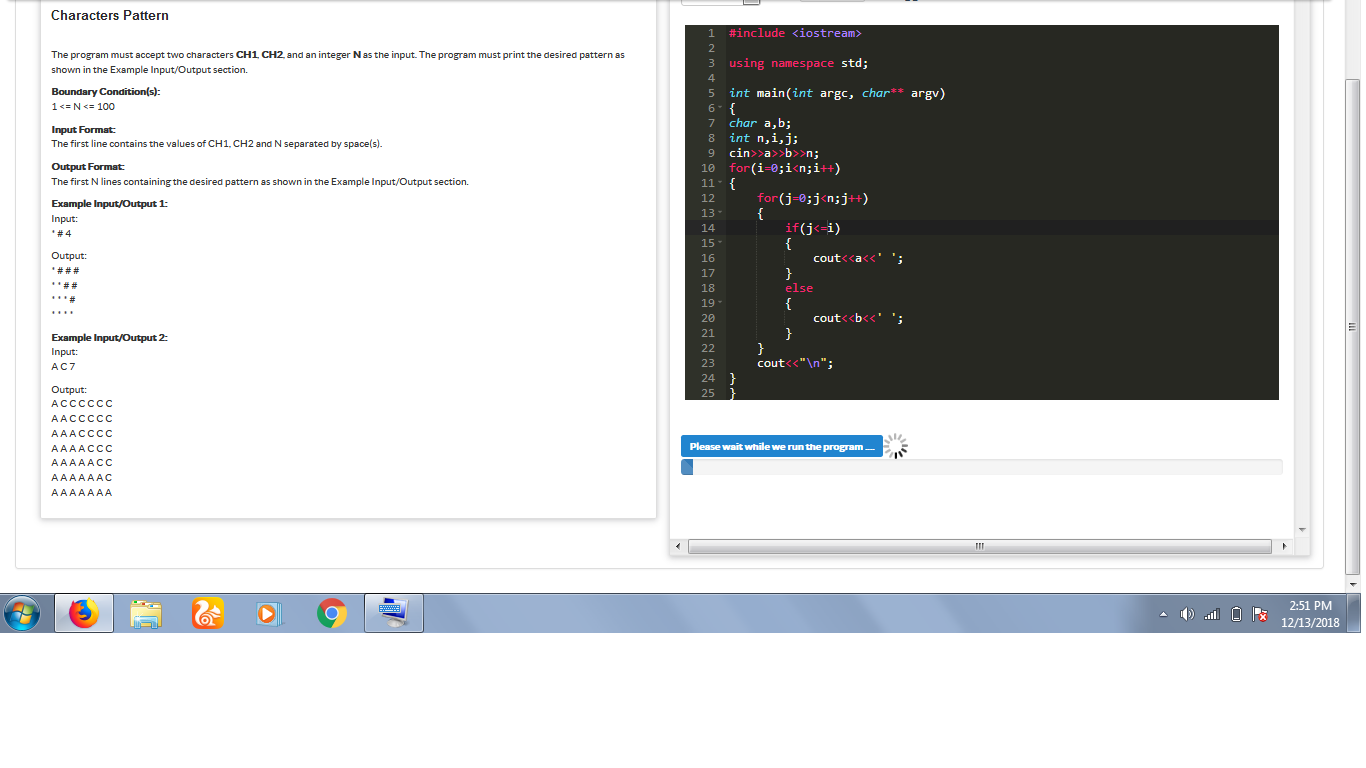 Characters Pattern
The program must accept two characters CH1, CH2, and an integer N as the input. The program must print the desired pattern as
shown in the Example Input/Output section.
Boundary Condition(s):
1 <= N <= 100
Input Format:
The first line contains the values of CH1, CH2 and N separated by space(s).
Output Format:
The first N lines containing the desired pattern as shown in the Example Input/Output section.
Example Input/Output 1:
Input:
* # 4
Output:
* # # #
* * # #
* * * #
* * * *
Example Input/Output 2:
Input:
A C 7
Output:
A C C C C C C
A A C C C C C
A A A C C C C
A A A A C C C
A A A A A C C
A A A A A A C
A A A A A A A
1 #include <iostream>
2
3 using namespace std;
4
5 int main(int argc, char** argv)
6 {
7 char a,b;
8 int n,i,j;
9 cin>>a>>b>>n;
10 for(i=0;i<n;i++)
11 {
12 for(j=0;j<n;j++)
13 {
14 if(j<=i)
15 {
16 cout<<a<<' ';
17 }
18 else
19 {
20 cout<<b<<' ';
21 }
22 }
23 cout<<"\n";
24 }
25 }
Please wait while we run the program ....
2:51 PM
12/13/2018